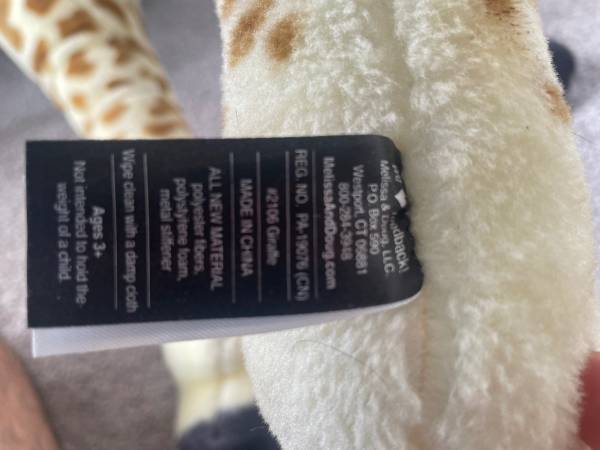 Melissa & Doug, LLC.
P.O. Box 590
Westport, CT 06881
800-284-3948
MelissaAndDoug.com
REG. NO. PA-19076 (CN)
#2106 Giraffe
MADE IN CHINA
ALL NEW MATERIAL
polyester fibers,
polystyrene foam,
metal stiffener
Wipe clean with a damp cloth
Ages 3+
Not intended to hold the
weight of a child.